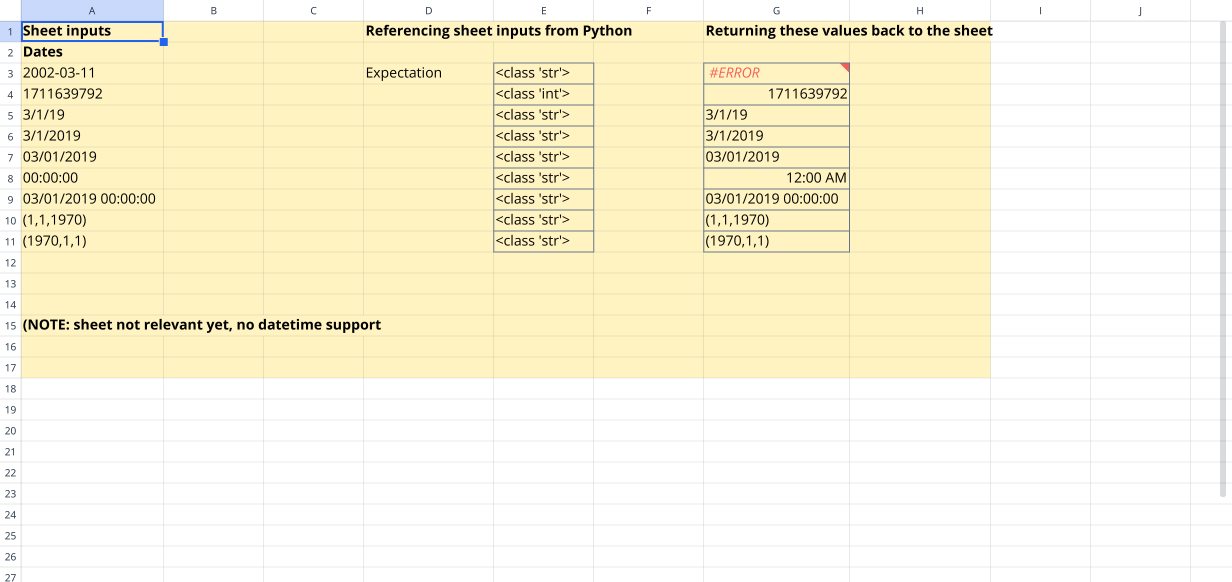 A B C D E F G H I J
1 Sheet inputs Referencing sheet inputs from Python Returning these values back to the sheet
2 Dates
3 2002-03-11 Expectation <class 'str'> #ERROR
4 1711639792 <class 'int'> 1711639792
5 3/1/19 <class 'str'> 3/1/19
6 3/1/2019 <class 'str'> 3/1/2019
7 03/01/2019 <class 'str'> 03/01/2019
8 00:00:00 <class 'str'> 12:00 AM
9 03/01/2019 00:00:00 <class 'str'> 03/01/2019 00:00:00
10 (1,1,1970) <class 'str'> (1,1,1970)
11 (1970,1,1) <class 'str'> (1970,1,1)
12
13
14
15 (NOTE: sheet not relevant yet, no datetime support
16
17
18
19
20
21
22
23
24
25
26
27